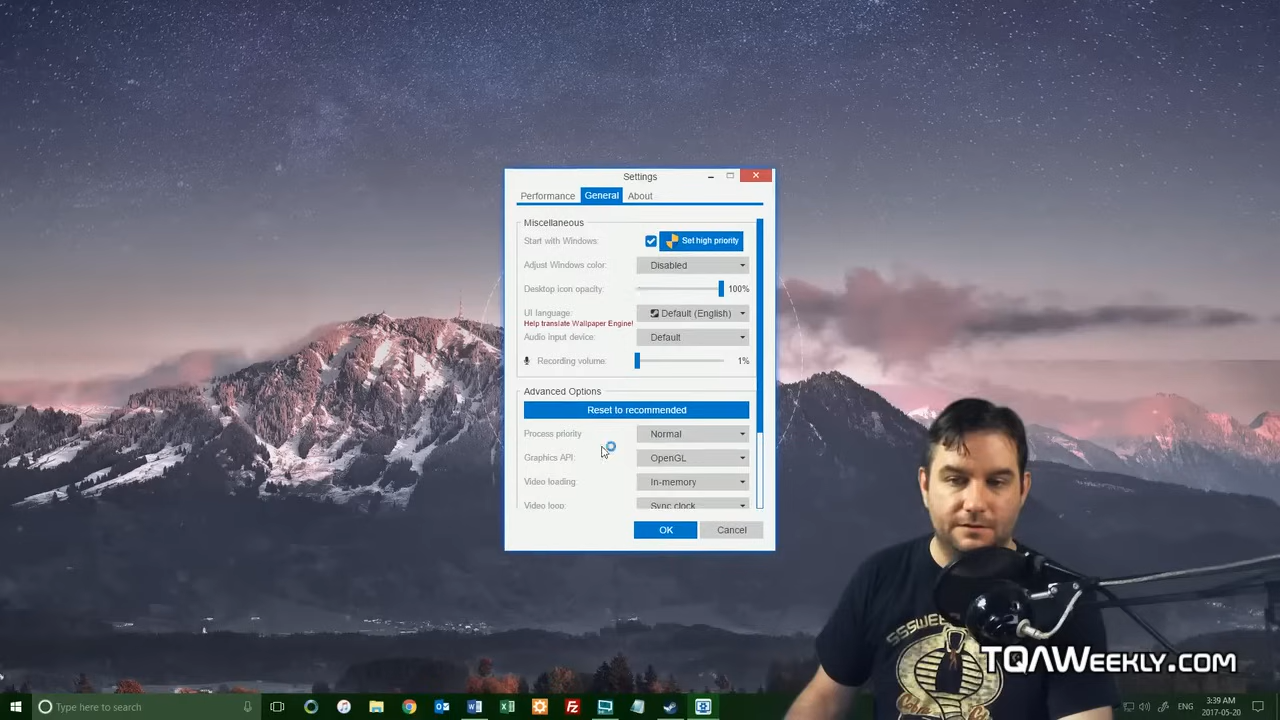 Settings
Performance General About
Miscellaneous
Start with Windows: Set high priority
Adjust Windows color: Disabled
Desktop icon opacity: 100%
UI language: Default (English)
Help translate Wallpaper Engine!
Audio input device: Default
Recording volume: 1%
Advanced Options
Reset to recommended
Process priority Normal
Graphics API: OpenGL
Video loading: In-memory
Video loop: Sync clock
OK Cancel
TQAWeekly.com
Type here to search
ENG
3:39 AM
2017-05-20